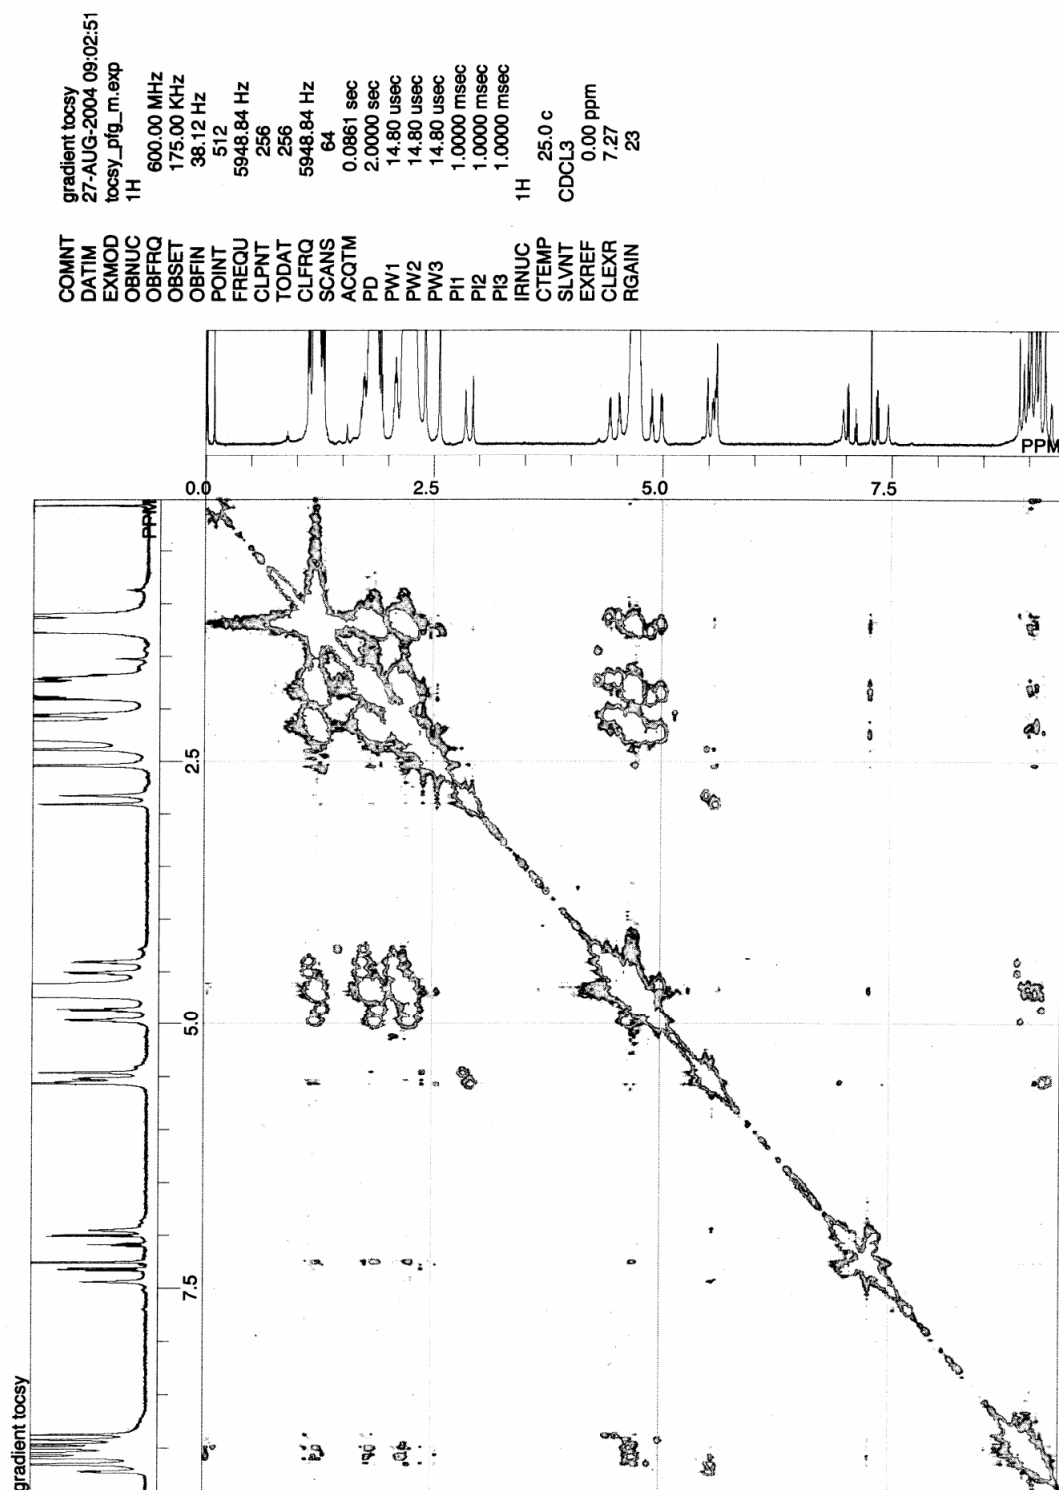 COMNT gradient tocsy
DATIM 27-AUG-2004 09:02:51
EXMOD tocsy_pfg_m.exp
OBNUC 1H
OBFRQ 600.00 MHz
OBSET 175.00 KHz
OBFIN 38.12 Hz
POINT 512
FREQU 5948.84 Hz
CLPNT 256
TODAT 256
CLFRQ 5948.84 Hz
SCANS 64
ACQTM 0.0861 sec
PD 2.0000 sec
PW1 14.80 usec
PW2 14.80 usec
PW3 14.80 usec
PI1 1.0000 msec
PI2 1.0000 msec
PI3 1.0000 msec
IRNUC 1H
CTEMP 25.0 c
SLVNT CDCL3
EXREF 0.00 ppm
CLEXR 7.27
RGAIN 23
PPM
0.0 2.5 5.0 7.5
PPM
2.5
5.0
7.5
gradient tocsy